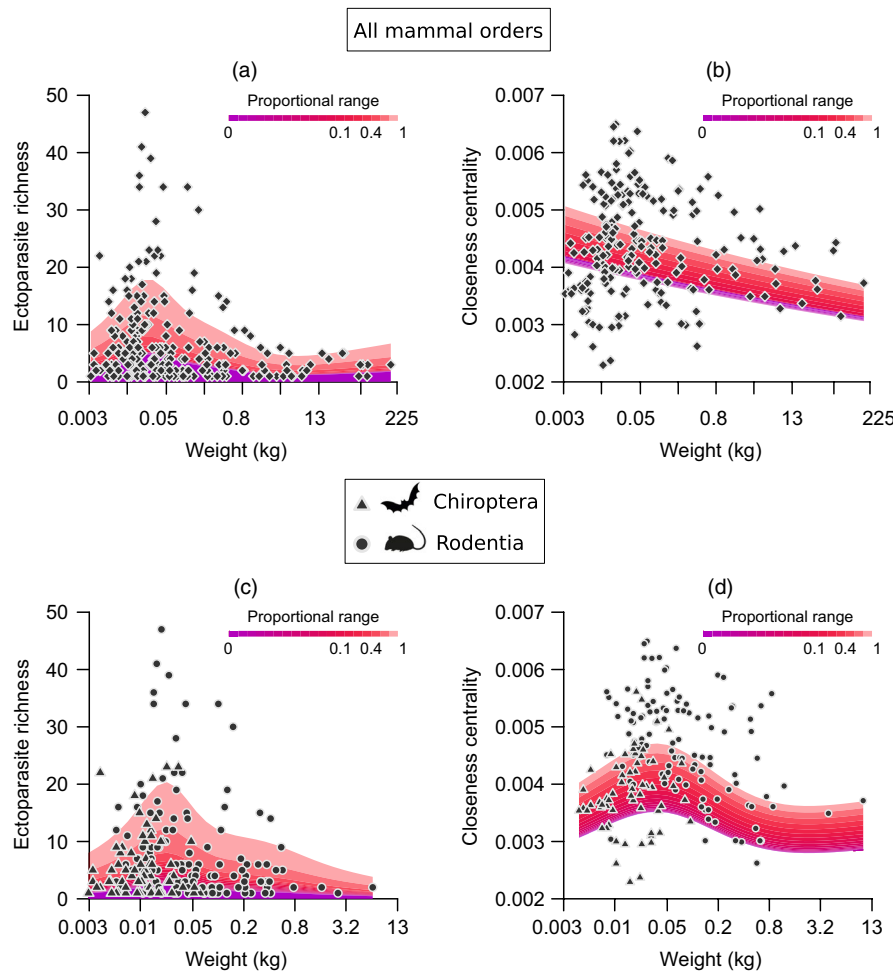 All mammal orders
(a)
Ectoparasite richness
50
40
30
20
10
0
Proportional range
0 0.1 0.4 1
0.003 0.05 0.8 13 225
Weight (kg)
(b)
Closeness centrality
0.007
0.006
0.005
0.004
0.003
0.002
Proportional range
0 0.1 0.4 1
0.003 0.05 0.8 13 225
Weight (kg)
Chiroptera
Rodentia
(c)
Ectoparasite richness
50
40
30
20
10
0
Proportional range
0 0.1 0.4 1
0.003 0.01 0.05 0.2 0.8 3.2 13
Weight (kg)
(d)
Closeness centrality
0.007
0.006
0.005
0.004
0.003
0.002
Proportional range
0 0.1 0.4 1
0.003 0.01 0.05 0.2 0.8 3.2 13
Weight (kg)